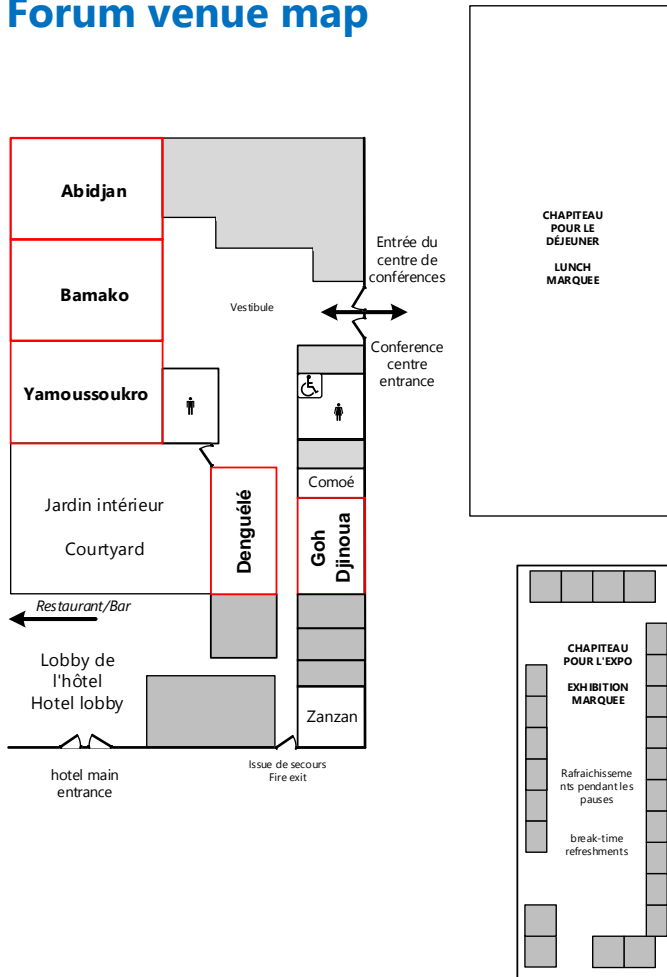 Forum venue map
Abidjan
Bamako
Yamoussoukro
Vestibule
Entrée du
centre de
conférences
Conference
centre
entrance
Comoé
Denguélé
Goh
Djinoua
Jardin intérieur
Courtyard
Restaurant/Bar
Lobby de
l'hôtel
Hotel lobby
Zanzan
hotel main
entrance
Issue de secours
Fire exit
CHAPITEAU
POUR LE
DÉJEUNER
LUNCH
MARQUEE
CHAPITEAU
POUR L'EXPO
EXHIBITION
MARQUEE
Rafraichisseme
nts pendant les
pauses
break-time
refreshments